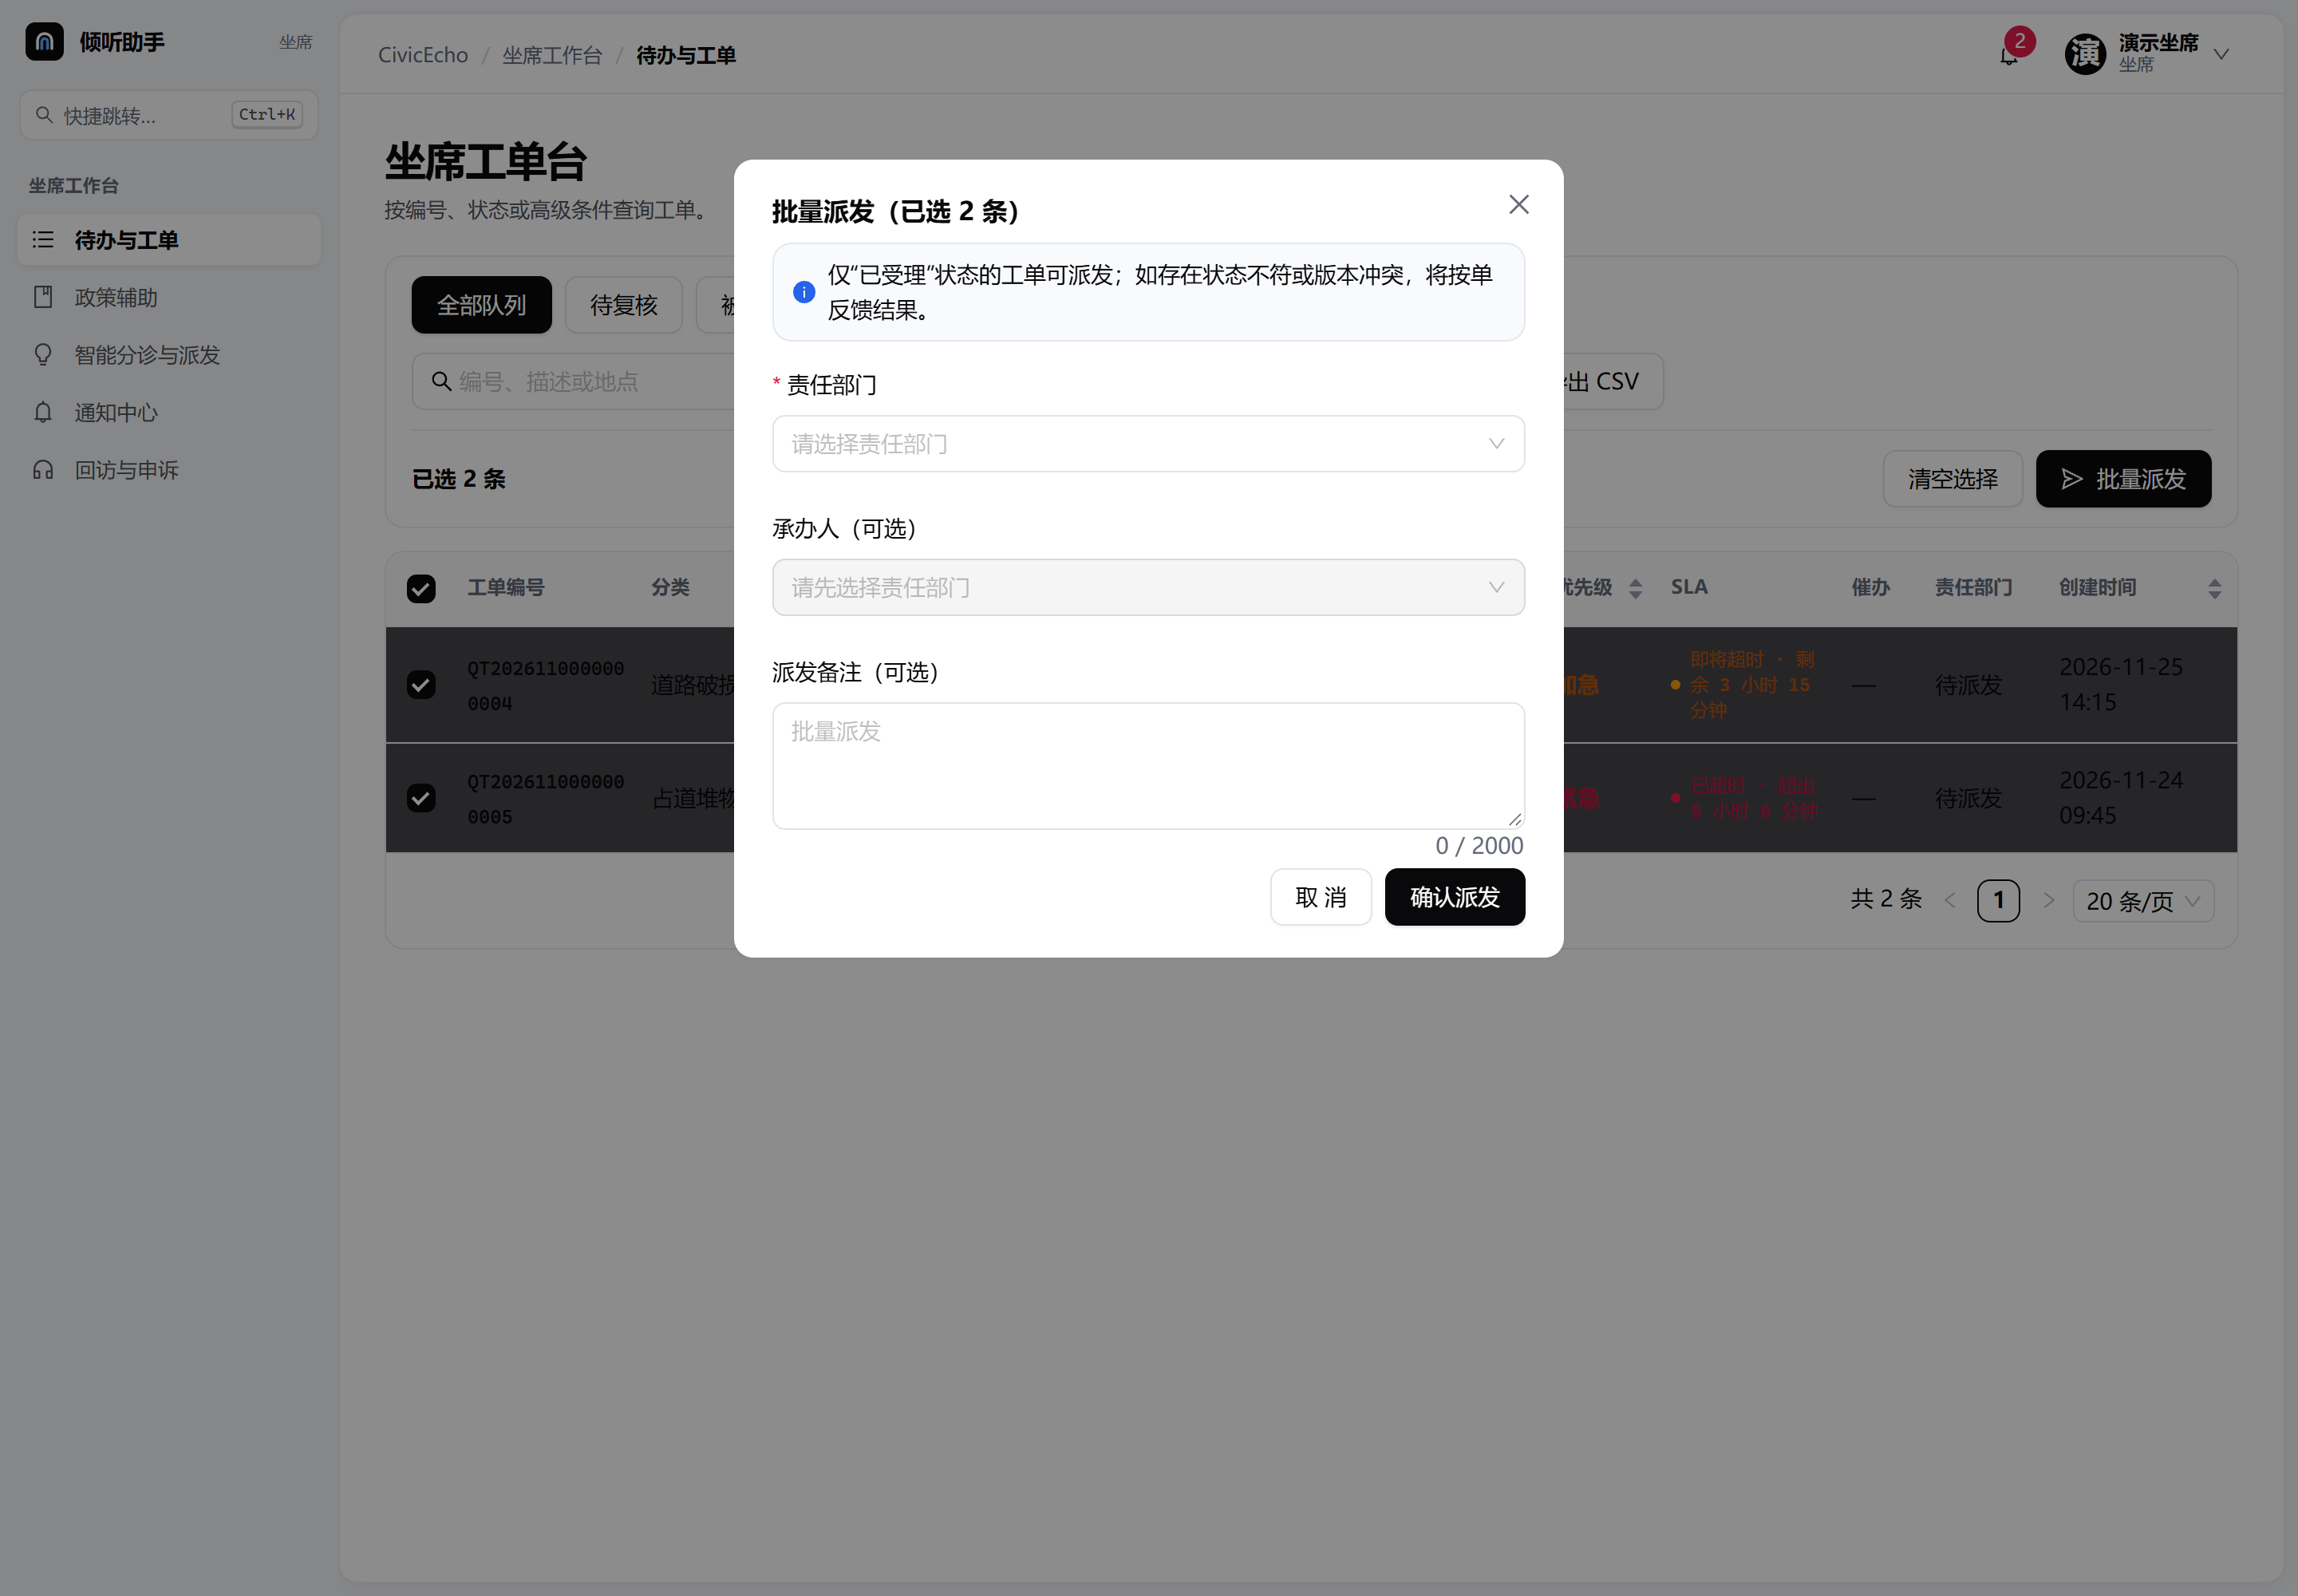 倾听助手
坐席
快捷跳转...
Ctrl+K
坐席工作台
待办与工单
政策辅助
智能分诊与派发
通知中心
回访与申诉
CivicEcho / 坐席工作台 / 待办与工单
2
演
演示坐席
坐席
坐席工单台
按编号、状态或高级条件查询工单。
全部队列
待复核
编号、描述或地点
出 CSV
已选 2 条
清空选择
批量派发
工单编号
分类
优先级
SLA
催办
责任部门
创建时间
QT202611000000
0004
道路破损
加急
即将超时 · 剩
余 3 小时 15
分钟
—
待派发
2026-11-25
14:15
QT202611000000
0005
占道堆物
紧急
已超时 · 超出
5 小时 6 分钟
—
待派发
2026-11-24
09:45
共 2 条
1
20 条/页
批量派发（已选 2 条）
仅“已受理”状态的工单可派发；如存在状态不符或版本冲突，将按单
反馈结果。
* 责任部门
请选择责任部门
承办人（可选）
请先选择责任部门
派发备注（可选）
批量派发
0 / 2000
取 消
确认派发